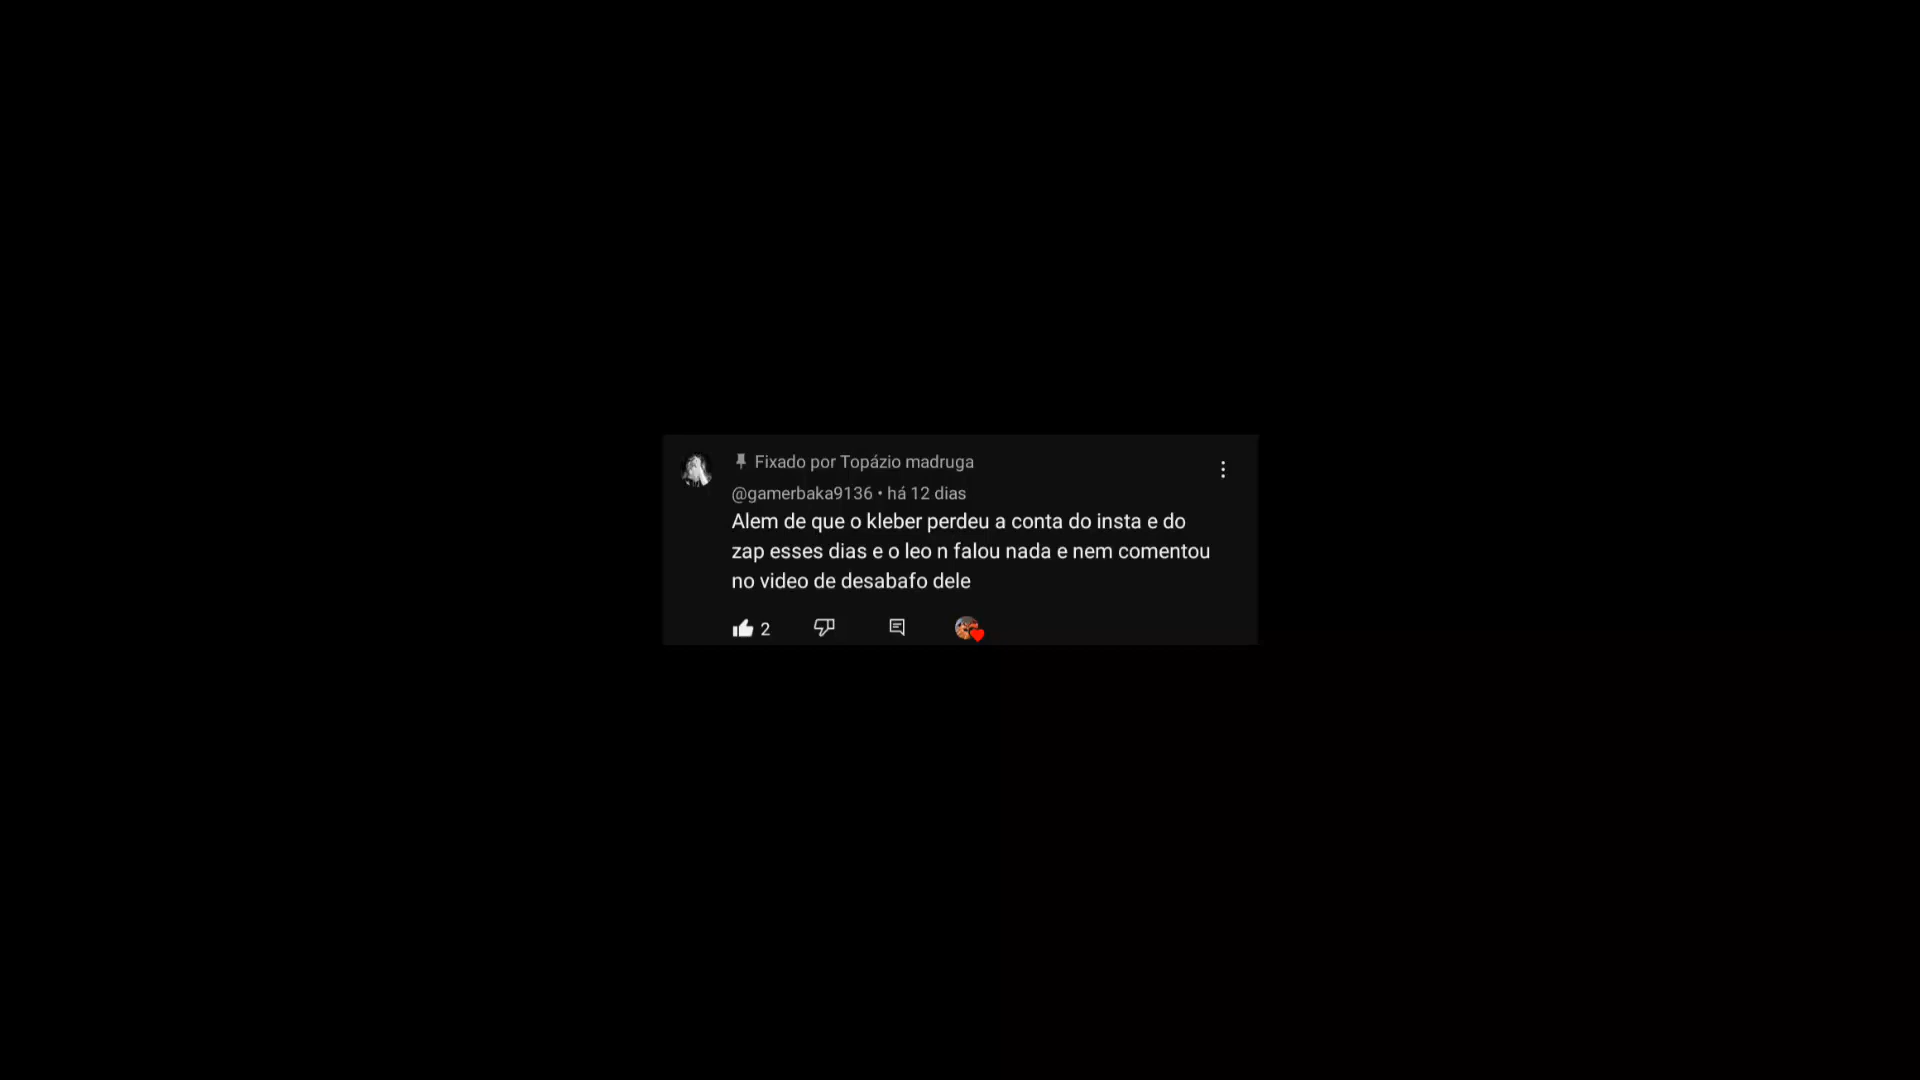 Fixado por Topázio madruga
@gamerbaka9136 • há 12 dias
Alem de que o kleber perdeu a conta do insta e do
zap esses dias e o leo n falou nada e nem comentou
no video de desabafo dele
2